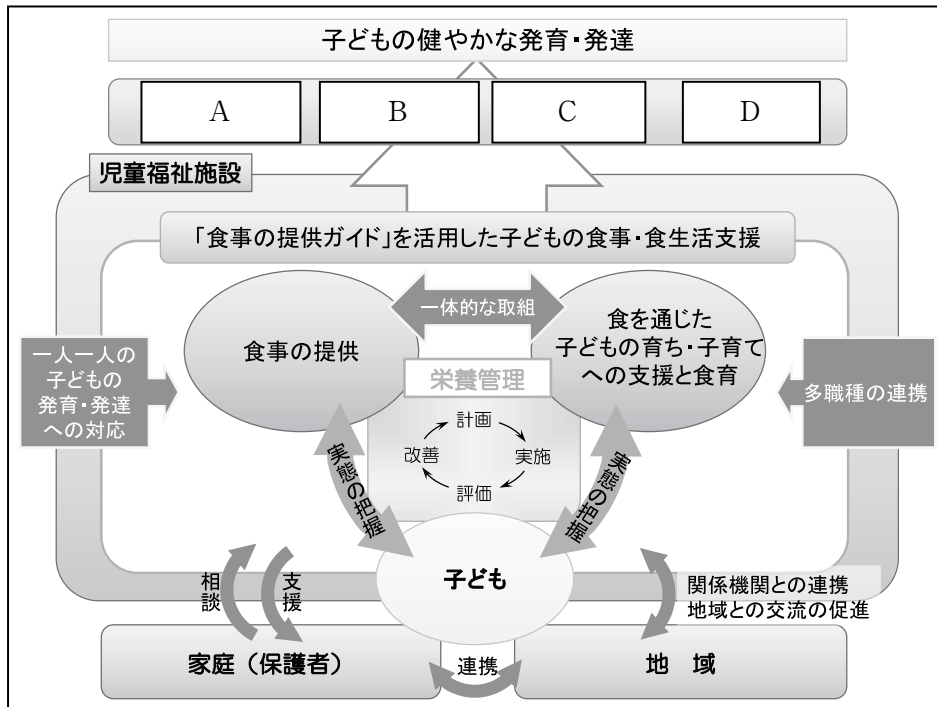 子どもの健やかな発育・発達
A
B
C
D
児童福祉施設
「食事の提供ガイド」を活用した子どもの食事・食生活支援
一体的な取組
食事の提供
食を通じた
子どもの育ち・子育て
への支援と食育
一人一人の
子どもの
発育・発達
への対応
栄養管理
多職種の連携
計画
改善
実施
評価
実態の把握
実態の把握
子ども
相談
支援
関係機関との連携
地域との交流の促進
家庭（保護者）
連携
地　域